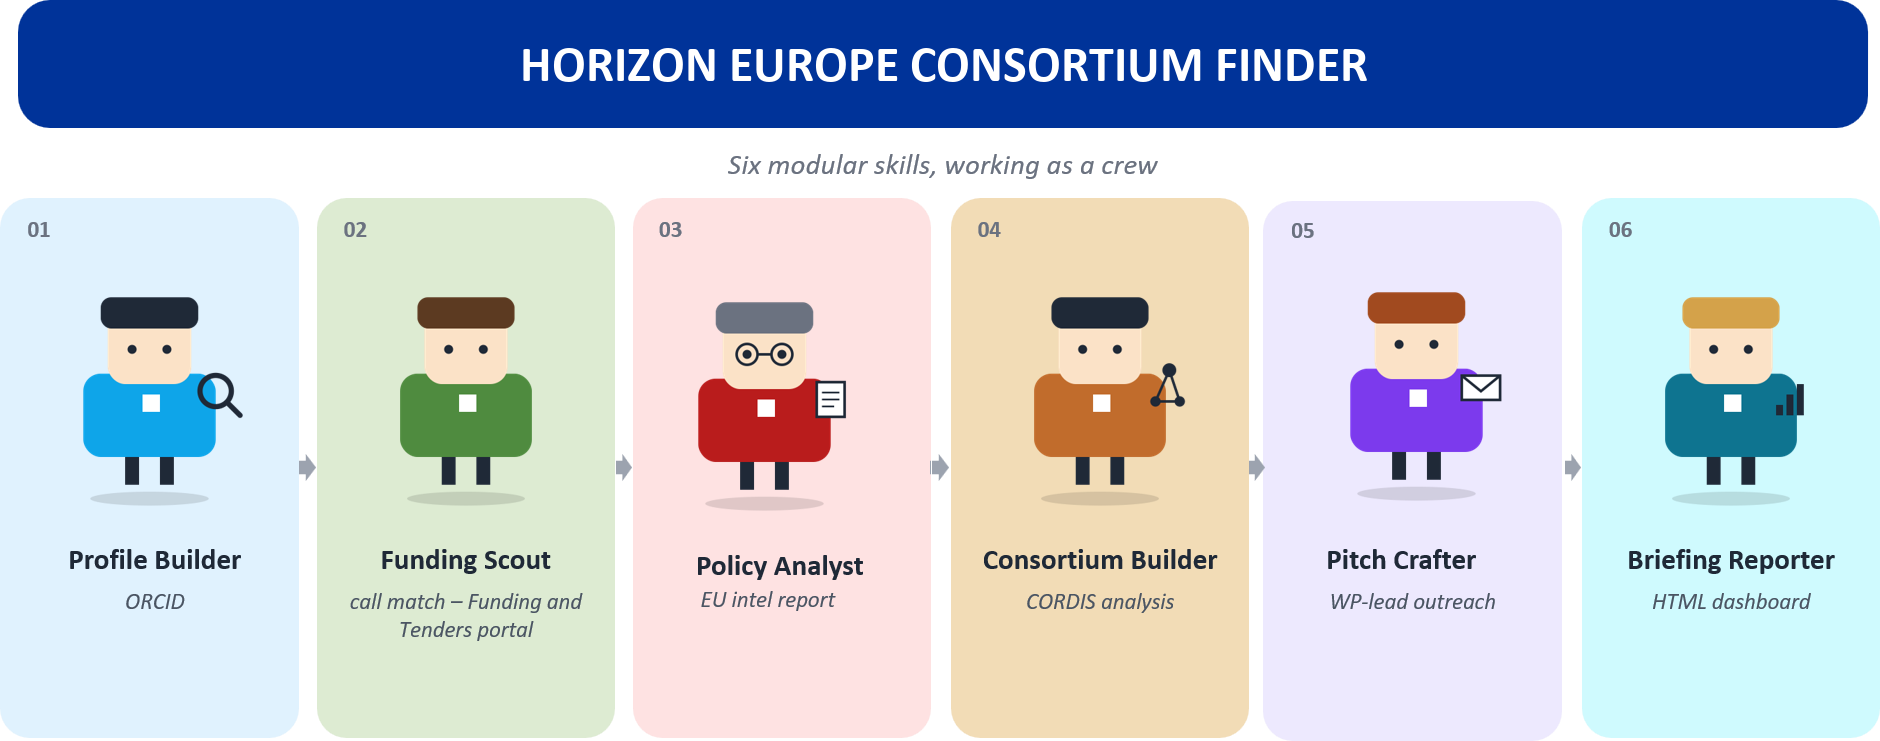 HORIZON EUROPE CONSORTIUM FINDER
Six modular skills, working as a crew
01
Profile Builder
ORCID
02
Funding Scout
call match – Funding and
Tenders portal
03
Policy Analyst
EU intel report
04
Consortium Builder
CORDIS analysis
05
Pitch Crafter
WP-lead outreach
06
Briefing Reporter
HTML dashboard